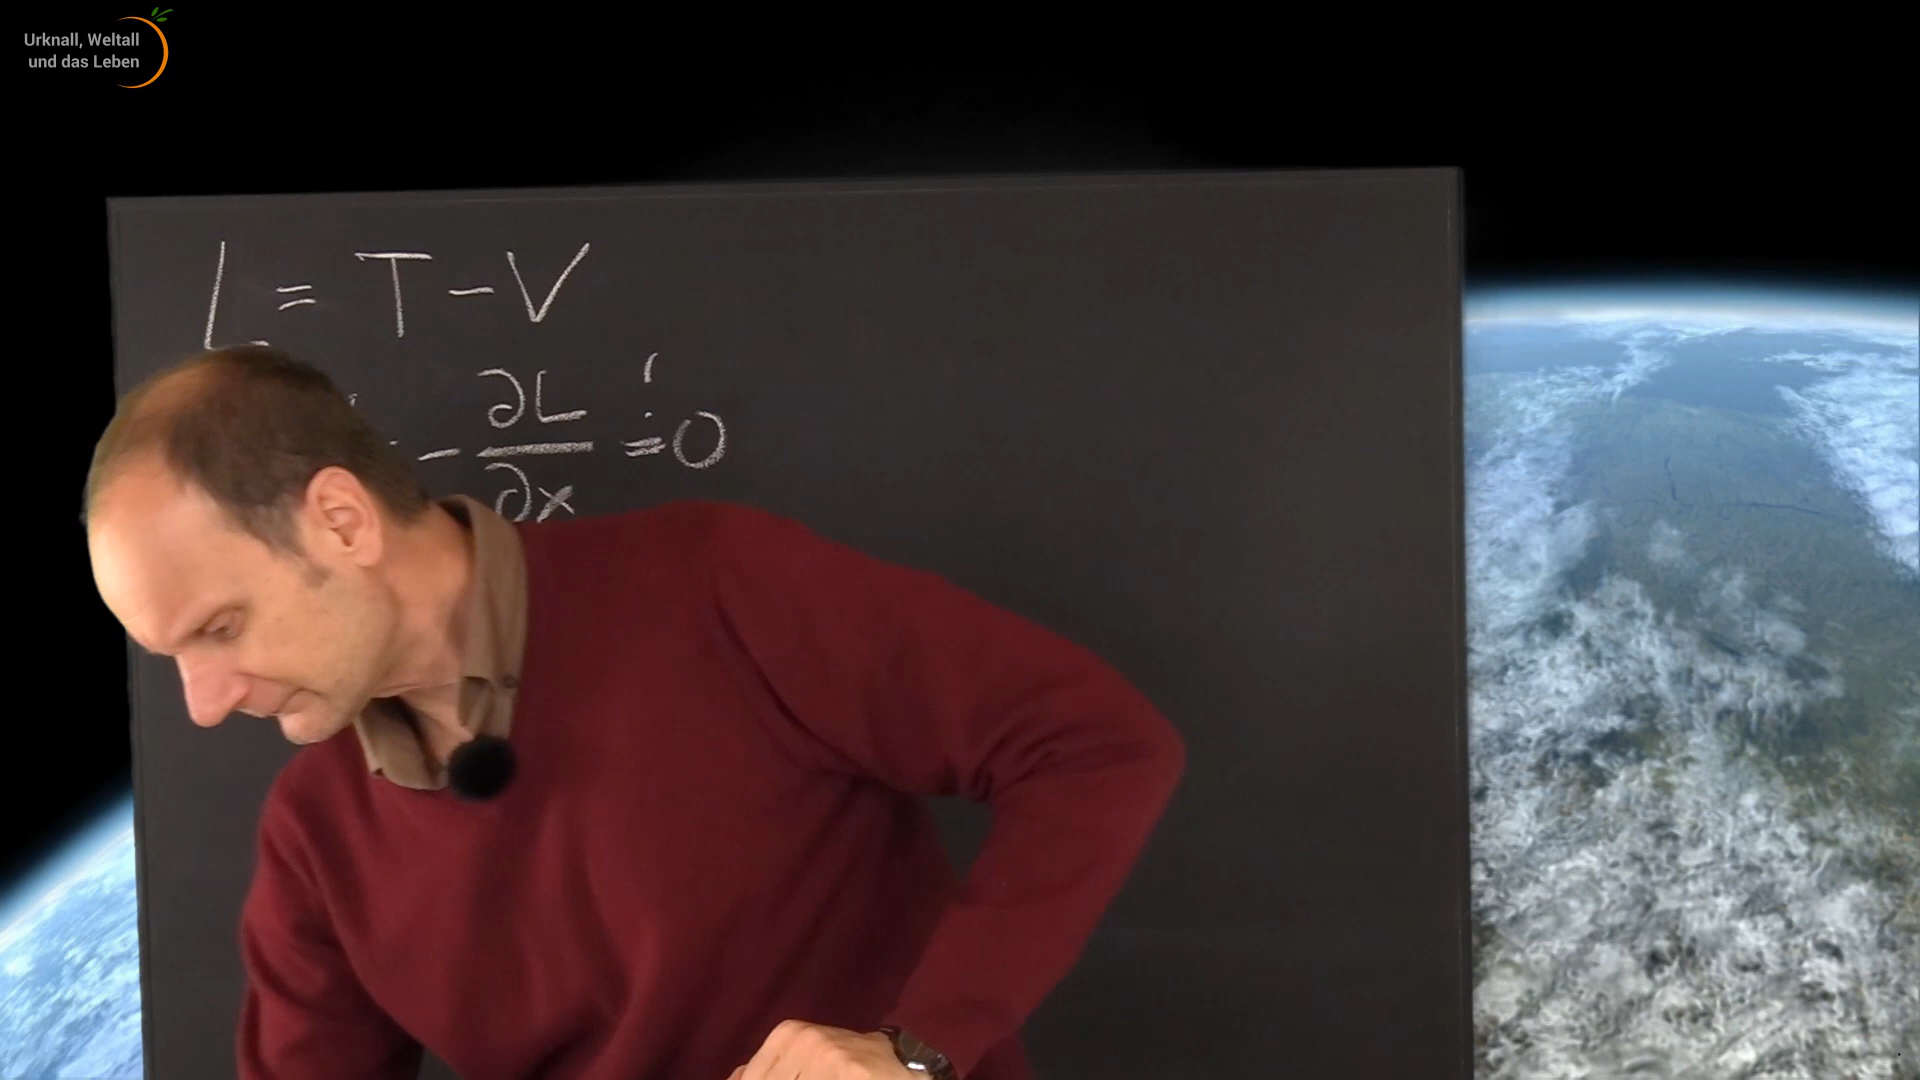 Urknall, Weltall
und das Leben
L = T - V
- ∂L/∂x != 0